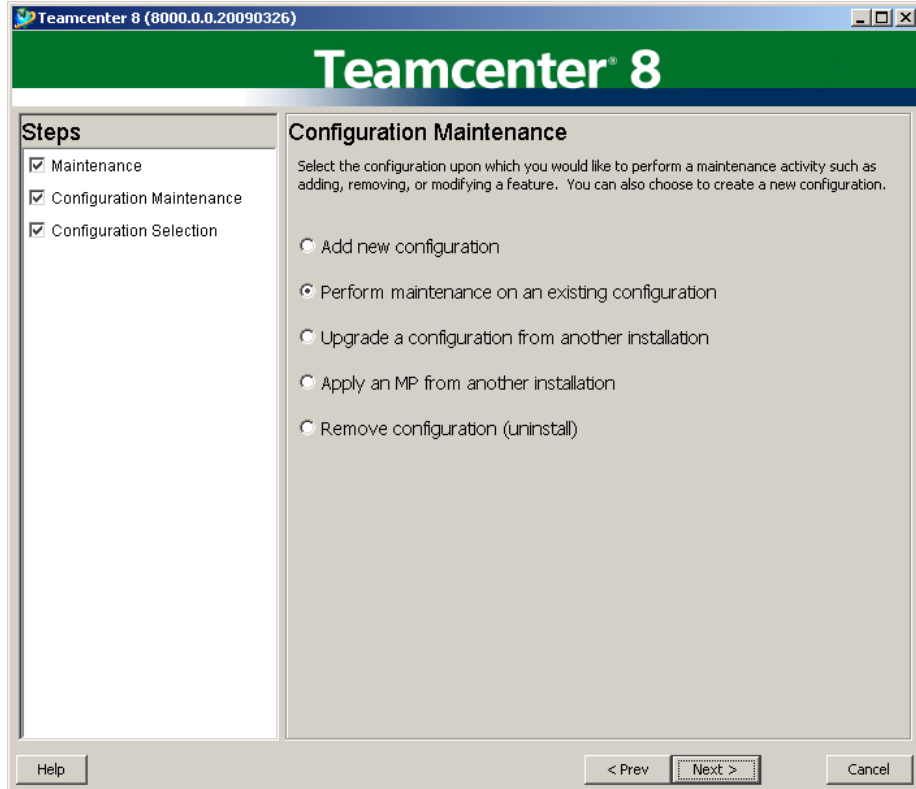 Teamcenter 8 (8000.0.0.20090326)
Teamcenter® 8
Steps
Maintenance
Configuration Maintenance
Configuration Selection
Configuration Maintenance
Select the configuration upon which you would like to perform a maintenance activity such as
adding, removing, or modifying a feature. You can also choose to create a new configuration.
Add new configuration
Perform maintenance on an existing configuration
Upgrade a configuration from another installation
Apply an MP from another installation
Remove configuration (uninstall)
Help
< Prev
Next >
Cancel